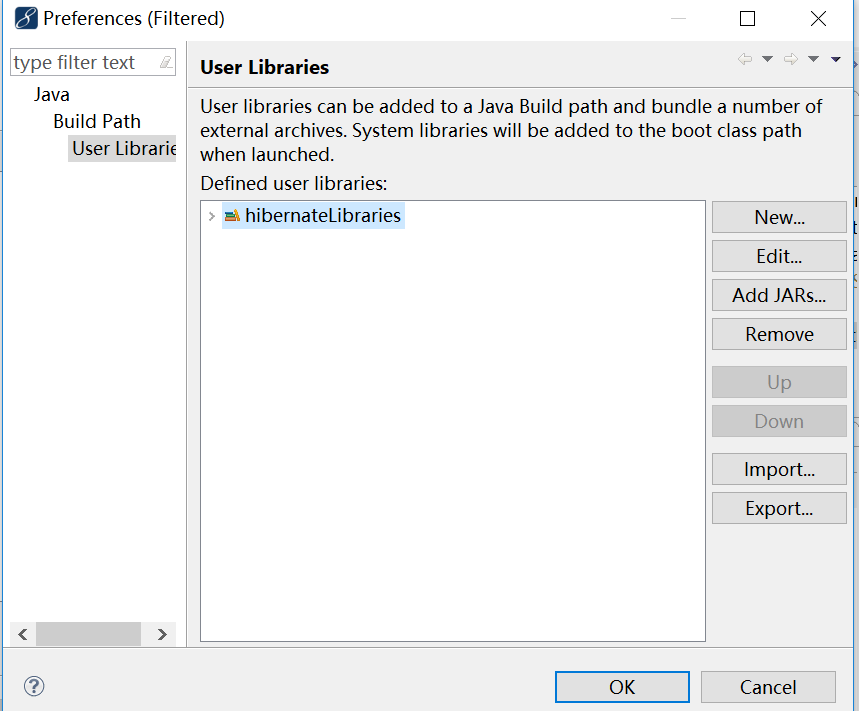 Preferences (Filtered)
type filter text
Java
Build Path
User Librarie
User Libraries
User libraries can be added to a Java Build path and bundle a number of
external archives. System libraries will be added to the boot class path
when launched.
Defined user libraries:
hibernateLibraries
New...
Edit...
Add JARs...
Remove
Up
Down
Import...
Export...
OK
Cancel